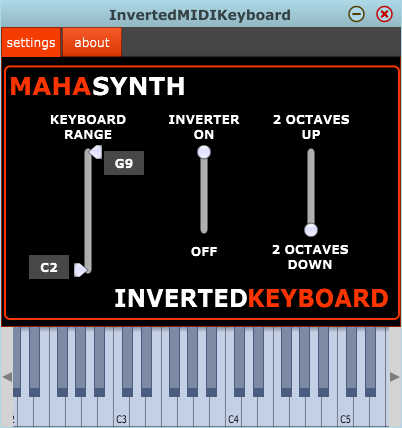 InvertedMIDIKeyboard
settings about
MAHASYNTH
KEYBOARD
RANGE
INVERTER
ON
2 OCTAVES
UP
G9
C2
OFF
2 OCTAVES
DOWN
INVERTEDKEYBOARD
C3 C4 C5